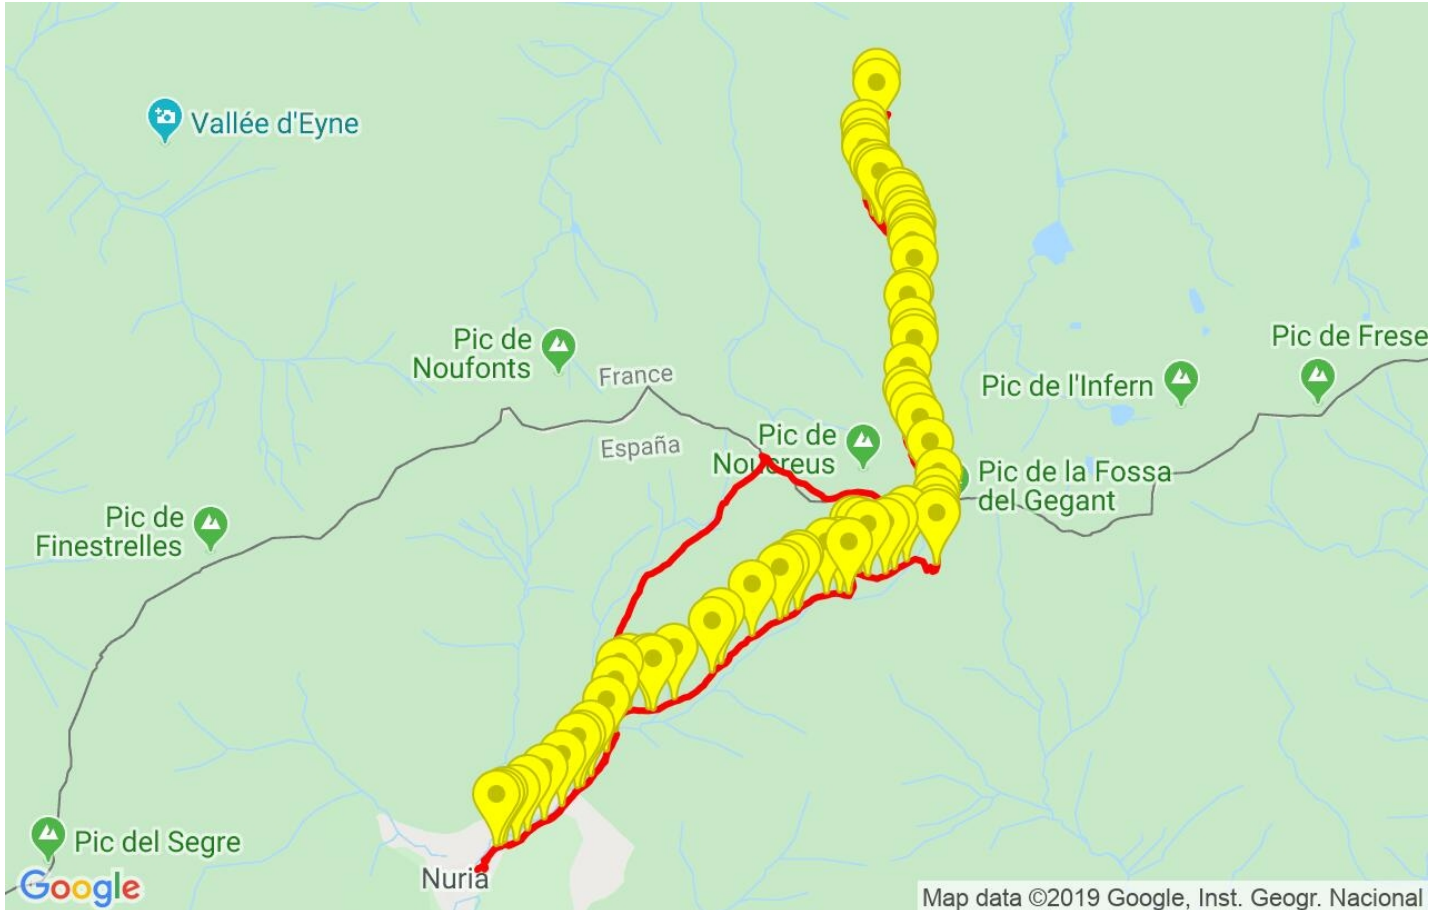 Vallée d'Eyne
Pic de
Noufonts
France
España
Pic de Frese
Pic de l'Infern
Pic de
Noucreus
Pic de la Fossa
del Gegant
Pic de
Finestrelles
Pic del Segre
Nuria
Google
Map data ©2019 Google, Inst. Geogr. Nacional